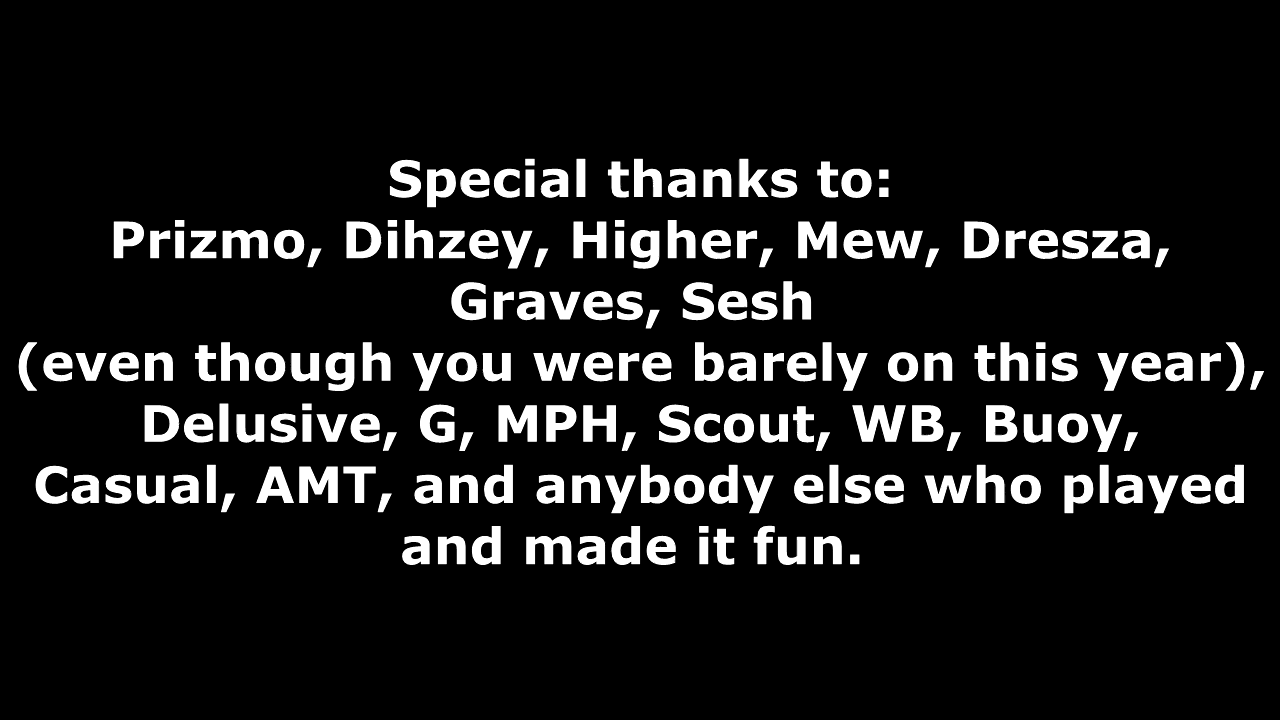 Special thanks to:
Prizmo, Dihzey, Higher, Mew, Dresza,
Graves, Sesh
(even though you were barely on this year),
Delusive, G, MPH, Scout, WB, Buoy,
Casual, AMT, and anybody else who played
and made it fun.